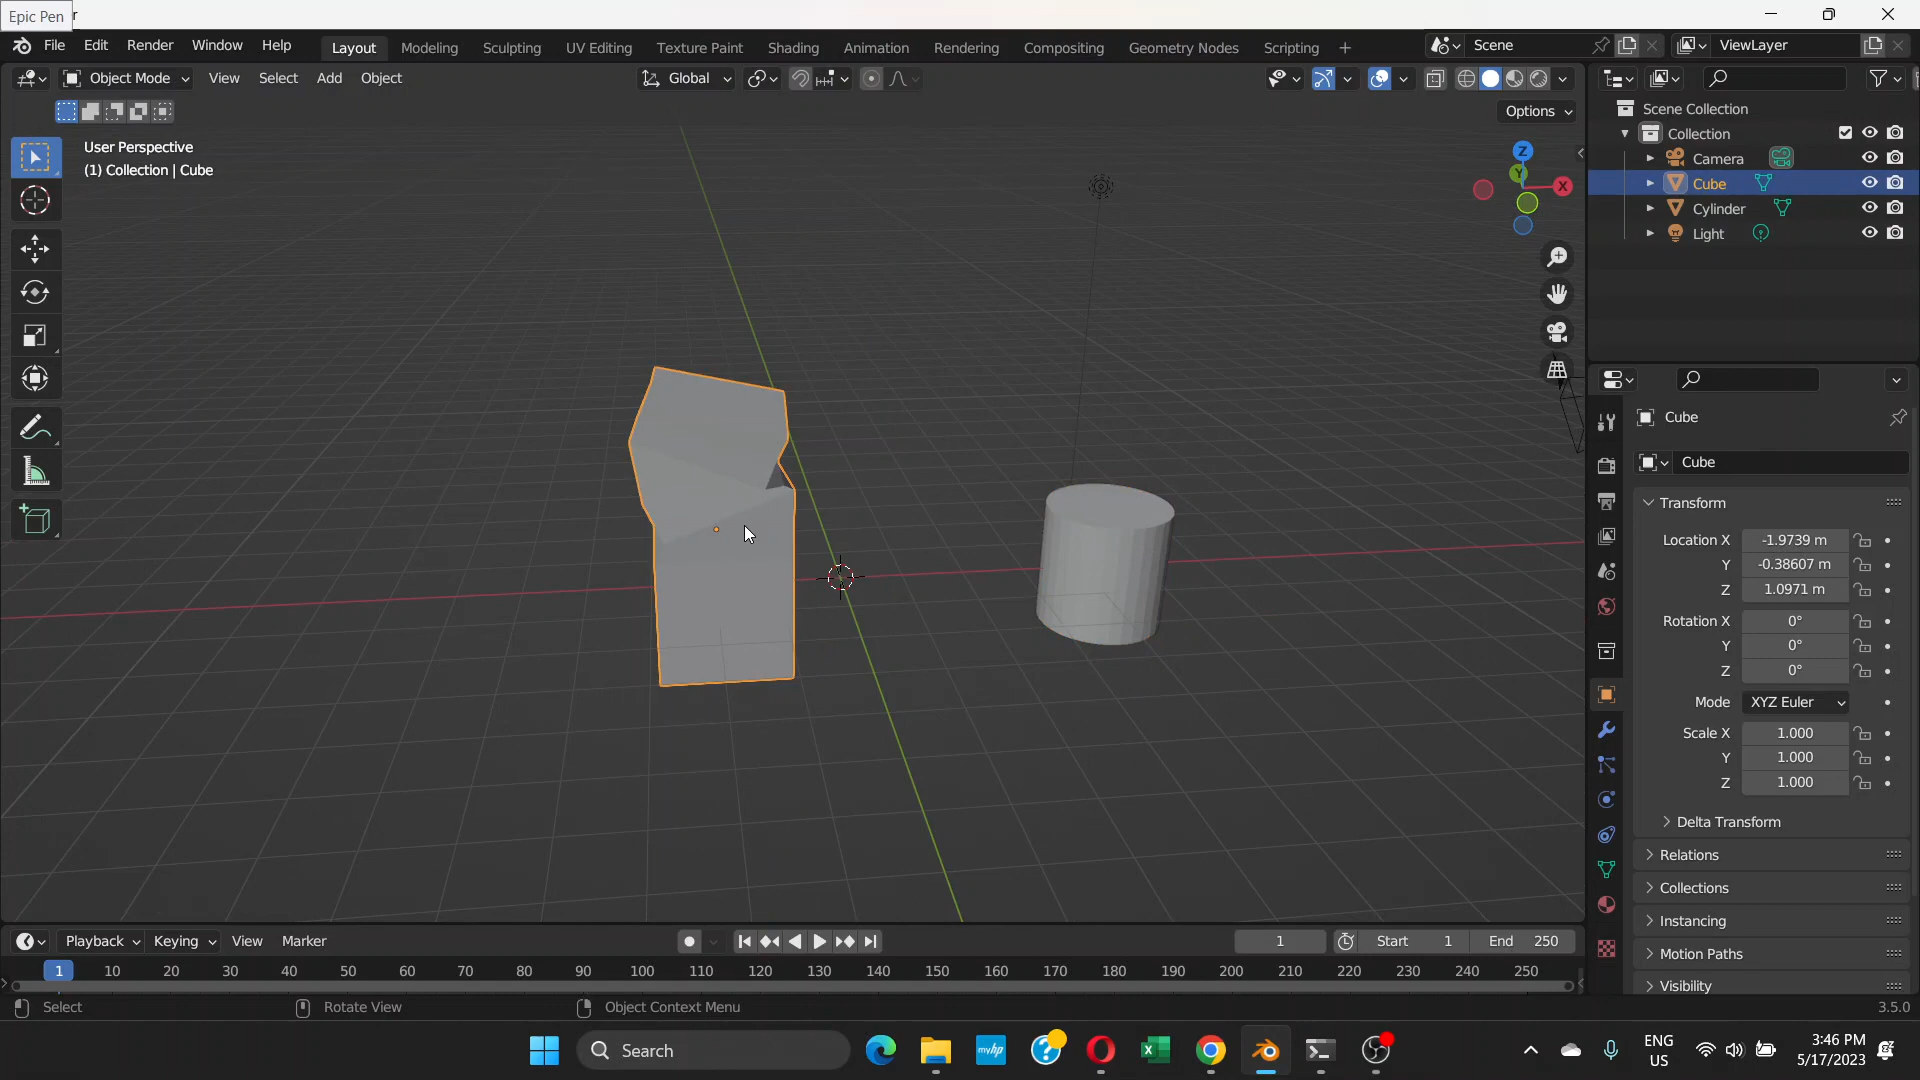 Epic Pen
r
File Edit Render Window Help Layout Modeling Sculpting UV Editing Texture Paint Shading Animation Rendering Compositing Geometry Nodes Scripting + Scene ViewLayer
Object Mode View Select Add Object Global
Options
User Perspective
(1) Collection | Cube
Z
Y
X
Scene Collection
Collection
Camera
Cube
Cylinder
Light
Cube
Cube
Transform
Location X -1.9739 m
Y -0.38607 m
Z 1.0971 m
Rotation X 0°
Y 0°
Z 0°
Mode XYZ Euler
Scale X 1.000
Y 1.000
Z 1.000
Delta Transform
Relations
Collections
Instancing
Motion Paths
Visibility
Playback Keying View Marker 1 Start 1 End 250
1 10 20 30 40 50 60 70 80 90 100 110 120 130 140 150 160 170 180 190 200 210 220 230 240 250
Select Rotate View Object Context Menu 3.5.0
Search myhp ENG US 3:46 PM 5/17/2023